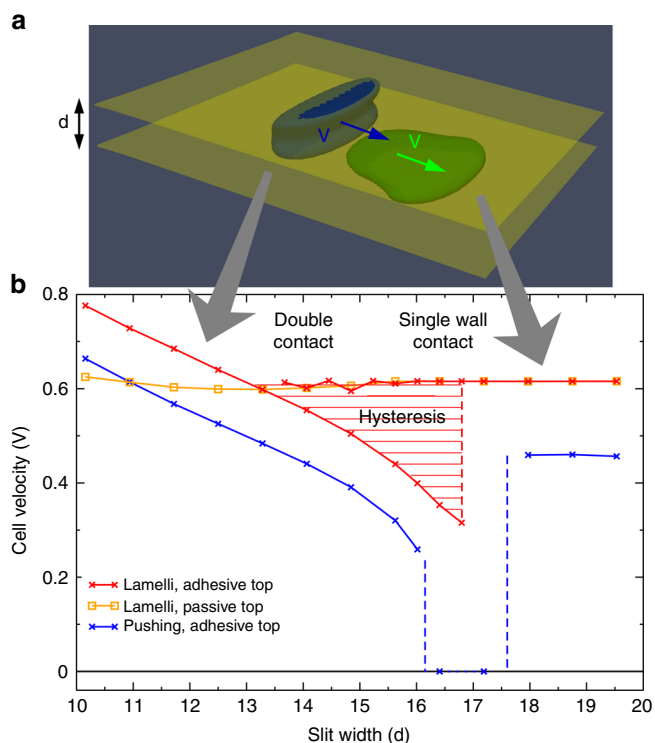 a
d
V
V
b
Double
contact
Single wall
contact
Hysteresis
0.8
0.6
0.4
0.2
0
Cell velocity (V)
Lamelli, adhesive top
Lamelli, passive top
Pushing, adhesive top
10 11 12 13 14 15 16 17 18 19 20
Slit width (d)